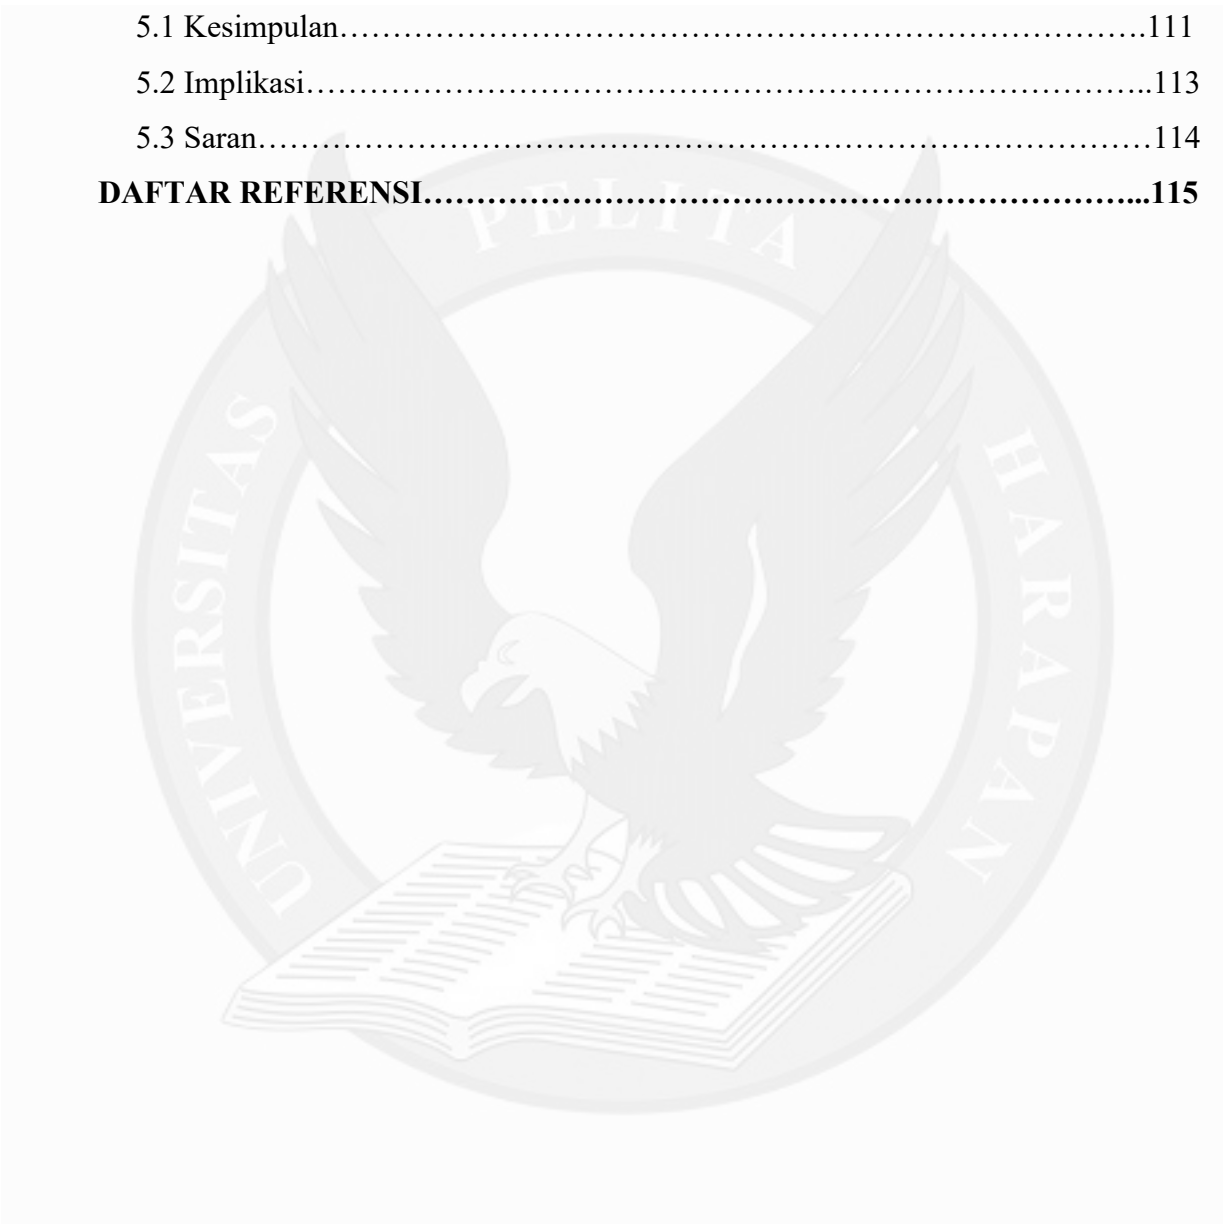 5.1 Kesimpulan……………………………………………………………………….111
5.2 Implikasi…………………………………………………………………………..113
5.3 Saran………………………………………………………………………………114
DAFTAR REFERENSI……………………………………………………………...115
UNIVERSITAS PELITA HARAPAN